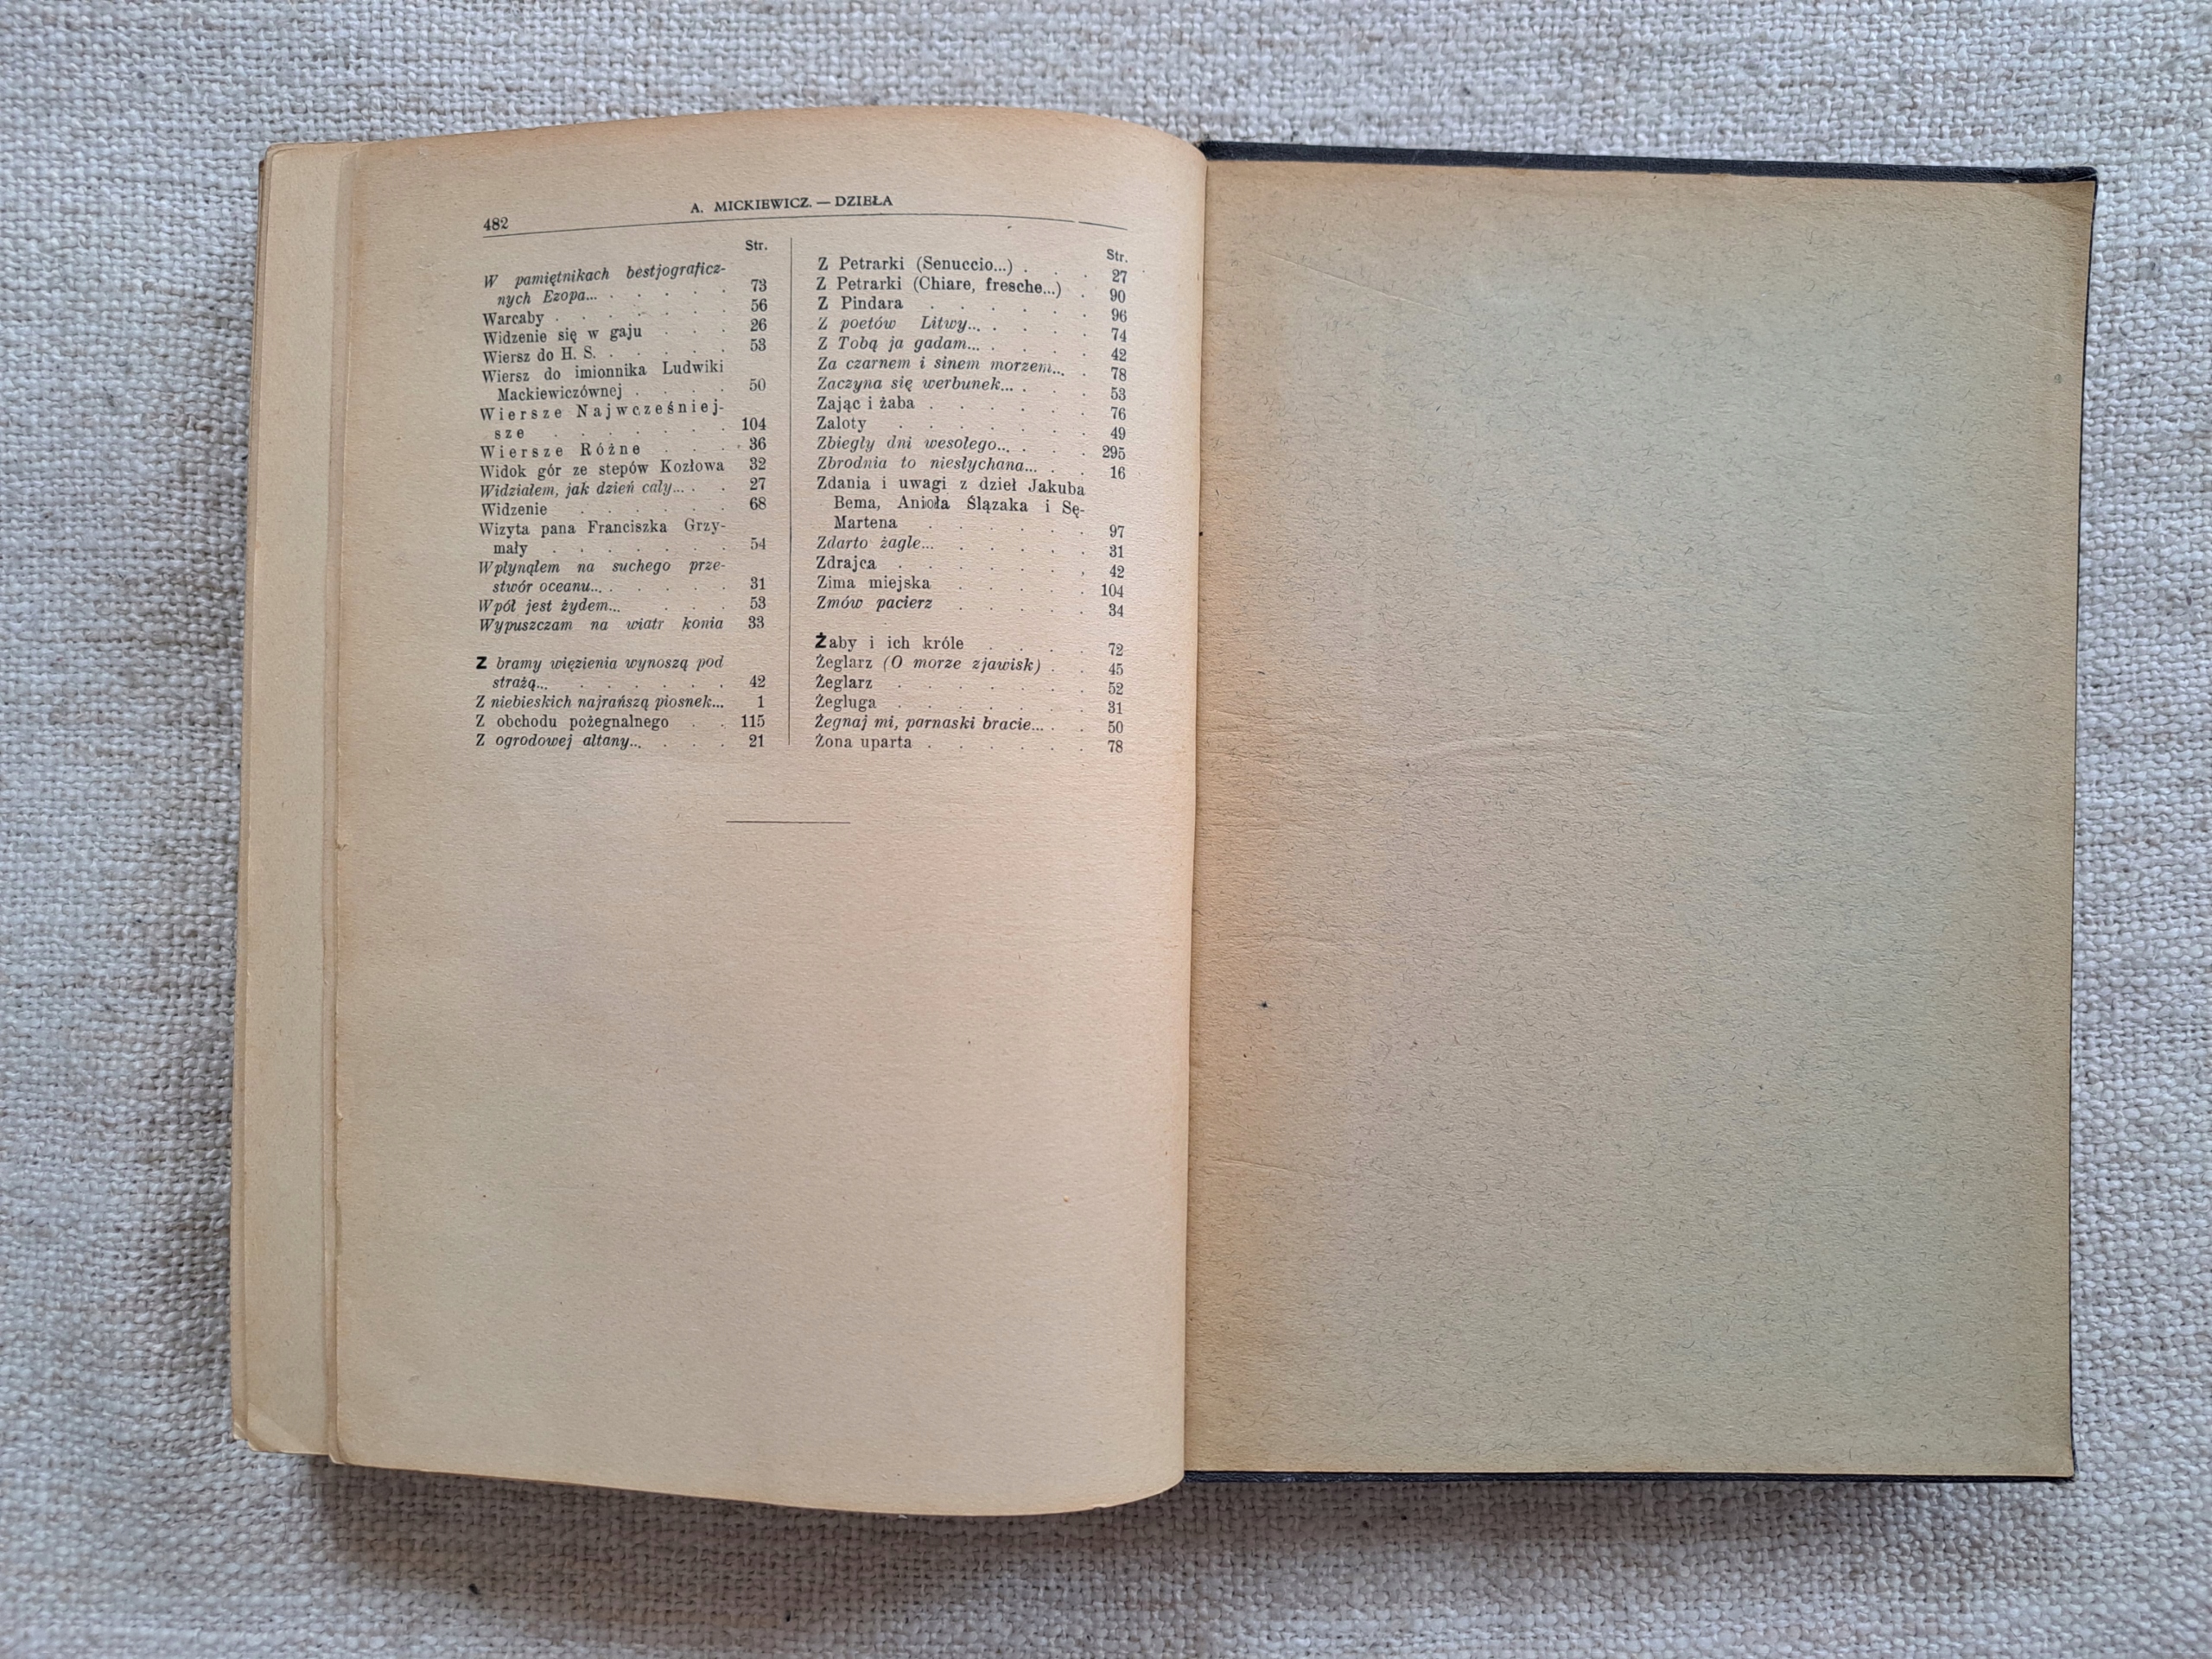 482
A. MICKIEWICZ. — DZIEŁA
Str.
W pamiętnikach bestjograficz-
nych Ezopa... . . . . . 73
Warcaby . . . . . . . 56
Widzenie się w gaju . . . 26
Wiersz do H. S. . . . . . 53
Wiersz do imionnika Ludwiki
Mackiewiczównej . . . . 50
Wiersze Najwcześniej-
sze . . . . . . . 104
Wiersze Różne . . . 36
Widok gór ze stepów Kozłowa 32
Widziałem, jak dzień cały... . . 27
Widzenie . . . . . . 68
Wizyta pana Franciszka Grzy-
mały . . . . . . . 54
Wpłynąłem na suchego prze-
stwór oceanu... . . . . . 31
Wpół jest żydem... . . . 53
Wypuszczam na wiatr konia 33
Z bramy więzienia wynoszą pod
strażą... . . . . . . 42
Z niebieskich najrańszą piosnek... 1
Z obchodu pożegnalnego . . 115
Z ogrodowej altany... . . . 21
Str.
Z Petrarki (Senuccio...) . . . 27
Z Petrarki (Chiare, fresche...) . 90
Z Pindara . . . . . . 96
Z poetów Litwy... . . . . 74
Z Tobą ja gadam... . . . . 42
Za czarnem i sinem morzem... . 78
Zaczyna się werbunek... . . . 53
Zając i żaba . . . . . . 76
Zaloty . . . . . . . 49
Zbiegły dni wesołego... . . . 295
Zbrodnia to niesłychana... . . 16
Zdania i uwagi z dzieł Jakuba
Bema, Anioła Ślązaka i Sę-
Martena . . . . . . 97
Zdarto żagle... . . . . . 31
Zdrajca . . . . . . . 42
Zima miejska . . . . . 104
Zmów pacierz . . . . . 34
Żaby i ich króle . . . . 72
Żeglarz (O morze zjawisk) . . 45
Żeglarz . . . . . . . 52
Żegluga . . . . . . . 31
Żegnaj mi, parnaski bracie... . . 50
Żona uparta . . . . . . 78